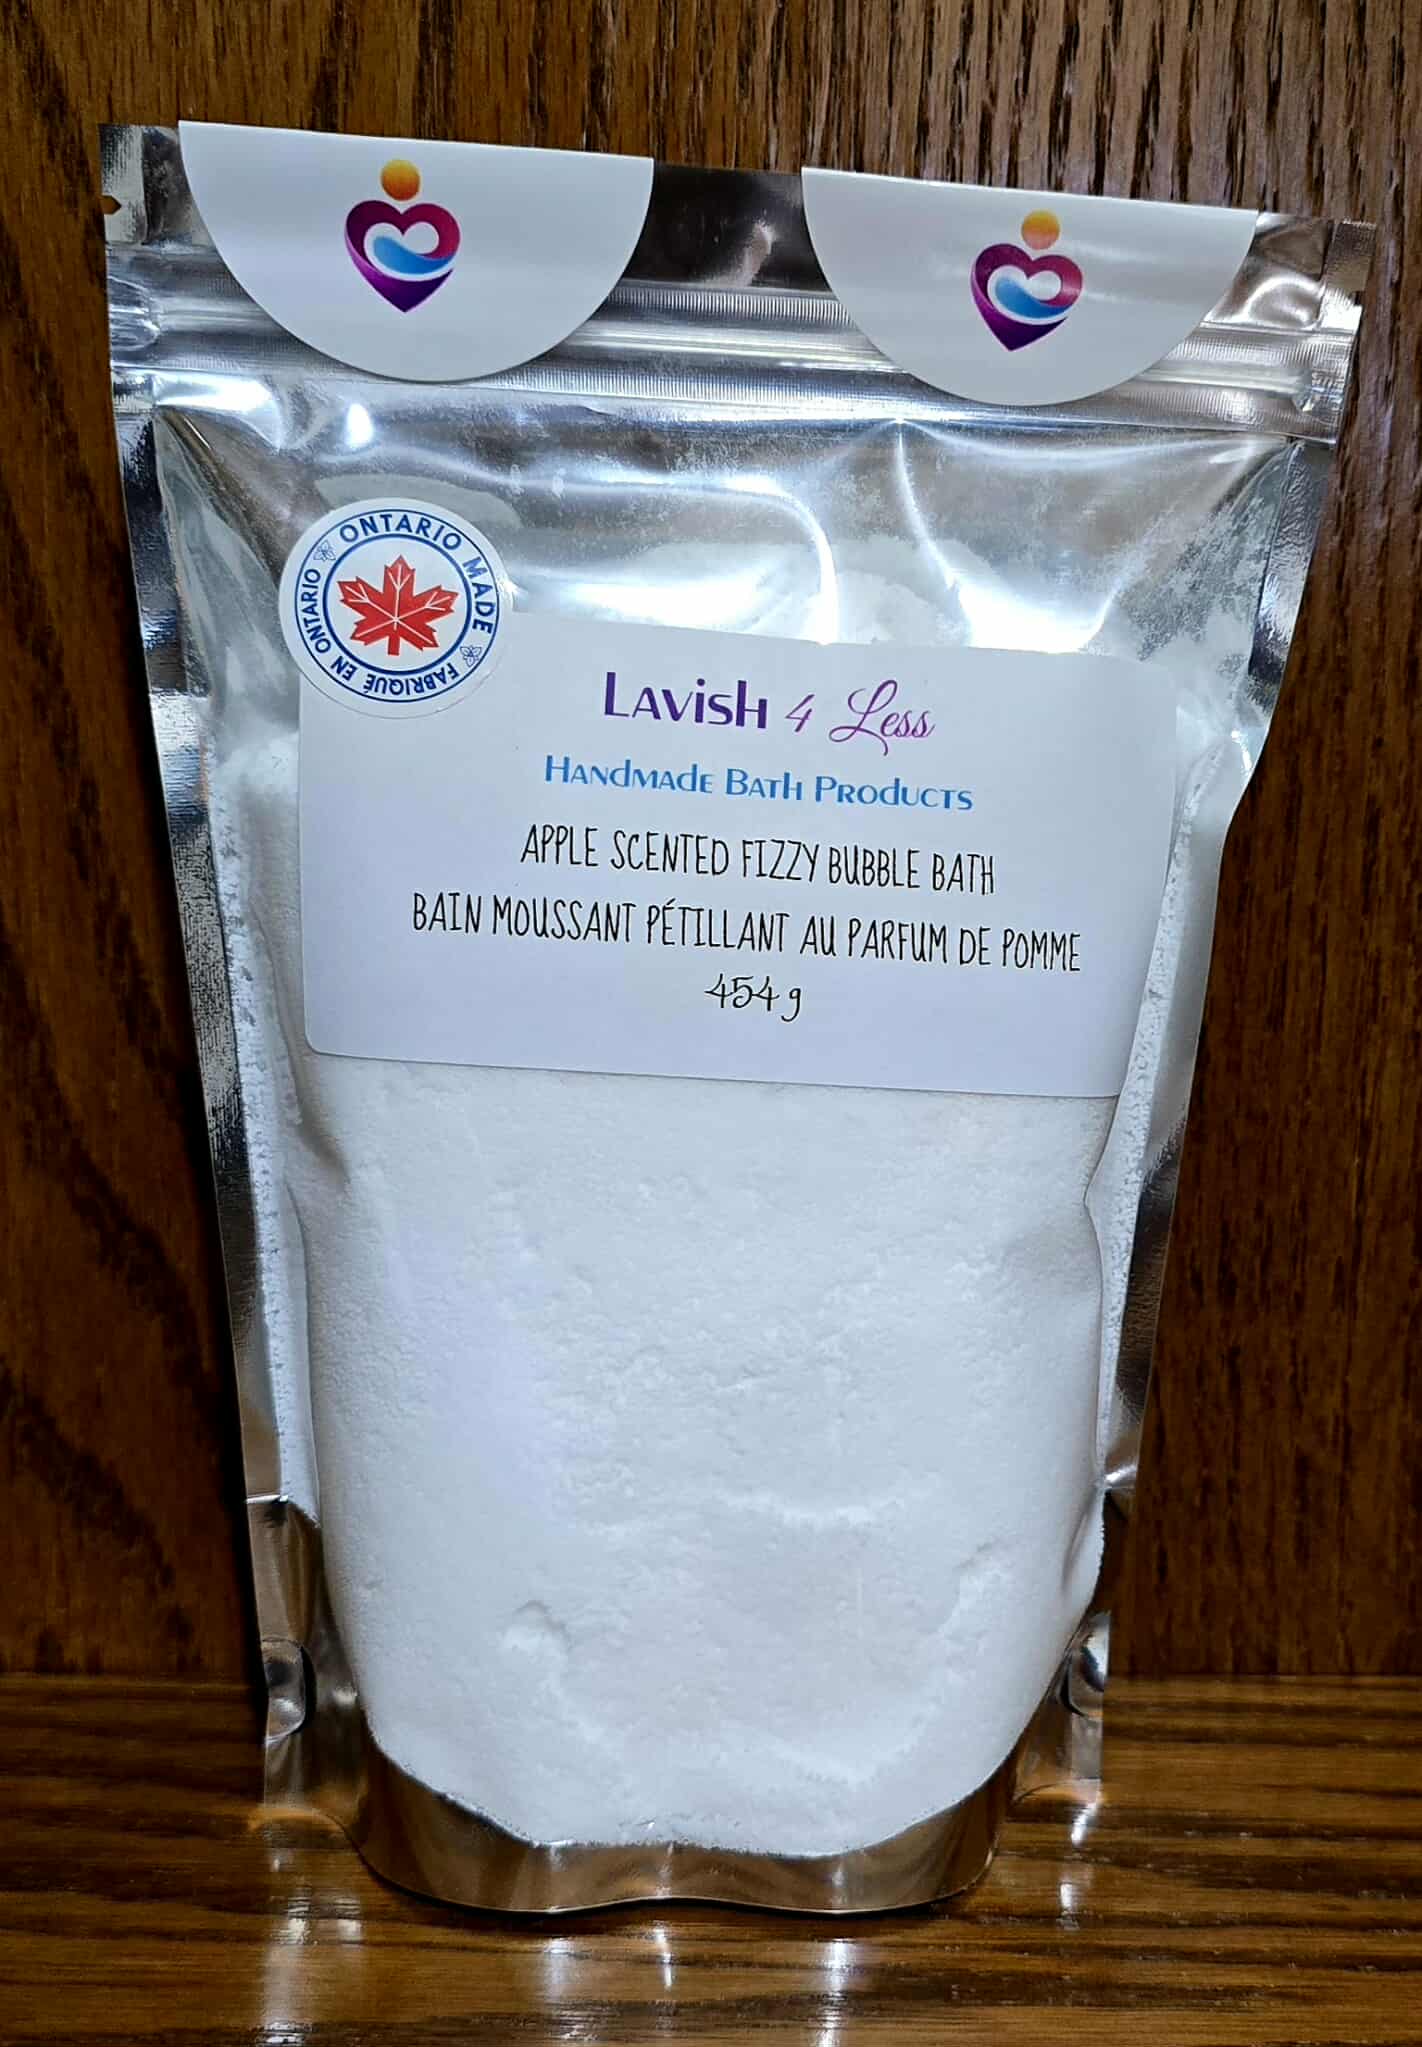 ONTARIO MADE
FABRIQUÉ EN ONTARIO
LAVISH 4 Less
HANDMADE BATH PRODUCTS
APPLE SCENTED FIZZY BUBBLE BATH
BAIN MOUSSANT PÉTILLANT AU PARFUM DE POMME
454 g